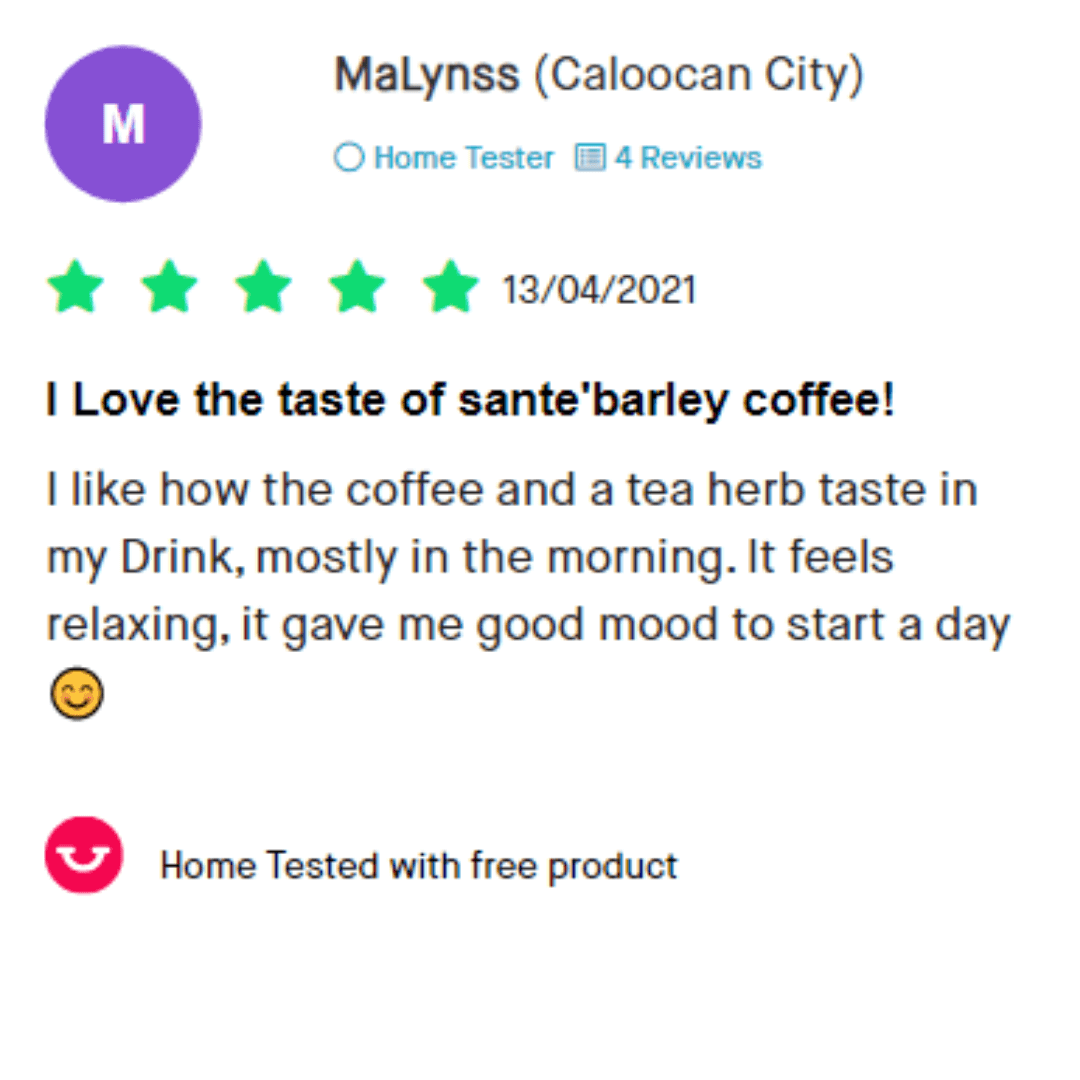 M
MaLynss (Caloocan City)
Home Tester 4 Reviews
13/04/2021
I Love the taste of sante'barley coffee!
I like how the coffee and a tea herb taste in
my Drink, mostly in the morning. It feels
relaxing, it gave me good mood to start a day
😊
Home Tested with free product